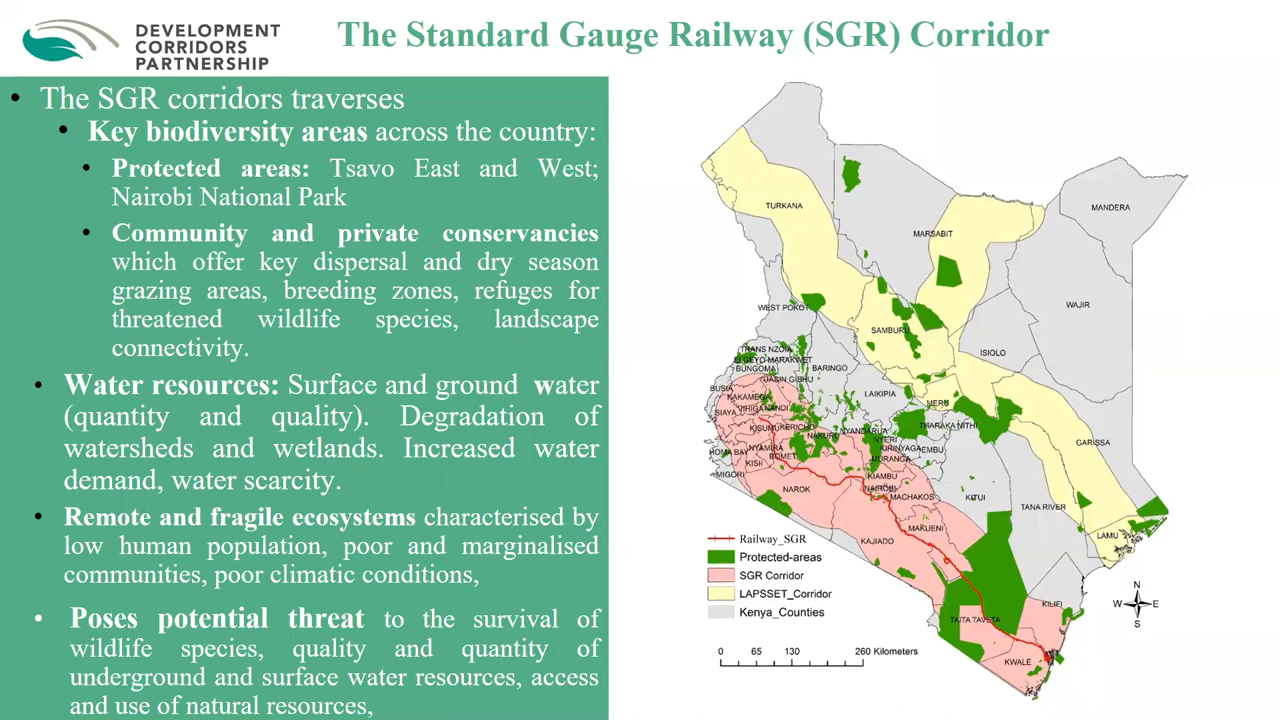 DEVELOPMENT
CORRIDORS
PARTNERSHIP
The Standard Gauge Railway (SGR) Corridor
• The SGR corridors traverses
• Key biodiversity areas across the country:
• Protected areas: Tsavo East and West;
Nairobi National Park
• Community and private conservancies
which offer key dispersal and dry season
grazing areas, breeding zones, refuges for
threatened wildlife species, landscape
connectivity.
• Water resources: Surface and ground water
(quantity and quality). Degradation of
watersheds and wetlands. Increased water
demand, water scarcity.
• Remote and fragile ecosystems characterised by
low human population, poor and marginalised
communities, poor climatic conditions,
• Poses potential threat to the survival of
wildlife species, quality and quantity of
underground and surface water resources, access
and use of natural resources,
TURKANA
MANDERA
MARSABIT
WAJIR
WEST POKOT
SAMBURU
ISIOLO
TRANS NZOIA
ELGEYO-MARAKWET
BUNGOMA
BARINGO
UASIN GISHU
BUSIA
KAKAMEGA
LAIKIPIA
MERU
SIAYA
VIHIGA
NANDI
KISUMU
KERICHO
NAKURU
NYANDARUA
THARAKA NITHI
GARISSA
NYERI
KIRINYAGA
EMBU
HOMA BAY
NYAMIRA
BOMET
MURANGA
KISII
MIGORI
KIAMBU
NAROK
NAIROBI
MACHAKOS
KITUI
TANA RIVER
MAKUENI
LAMU
KAJIADO
KILIFI
TAITA TAVETA
KWALE
Railway_SGR
Protected-areas
SGR Corridor
LAPSSET_Corridor
Kenya_Counties
N
W E
S
0 65 130 260 Kilometers